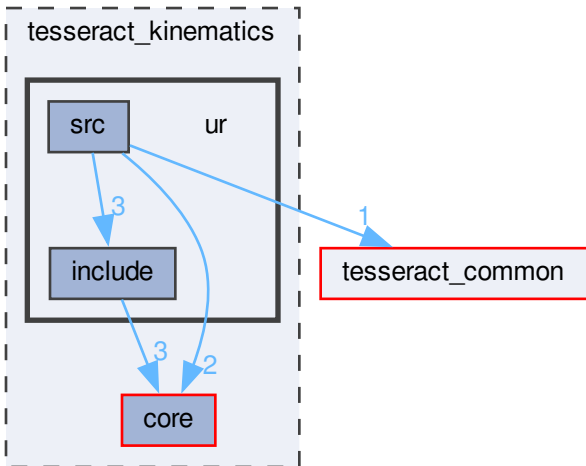 tesseract_kinematics
src
ur
3
1
include
tesseract_common
3
2
core